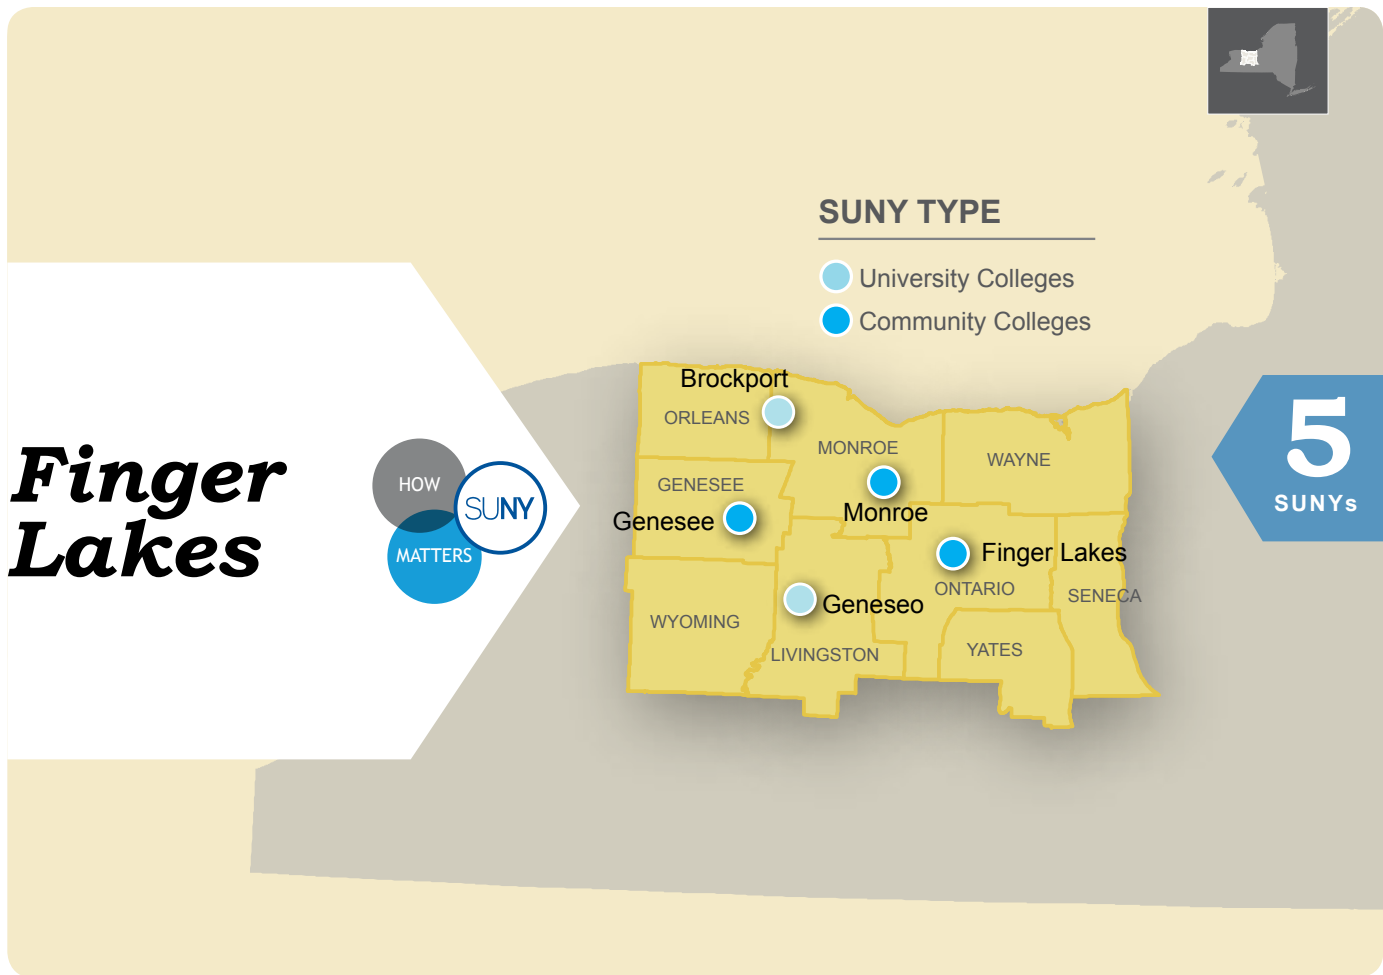 SUNY TYPE
University Colleges
Community Colleges
Finger
Lakes
HOW
SUNY
MATTERS
5
SUNYs
Brockport
ORLEANS
MONROE
WAYNE
GENESEE
Genesee
Monroe
Finger Lakes
ONTARIO
SENECA
Geneseo
WYOMING
LIVINGSTON
YATES